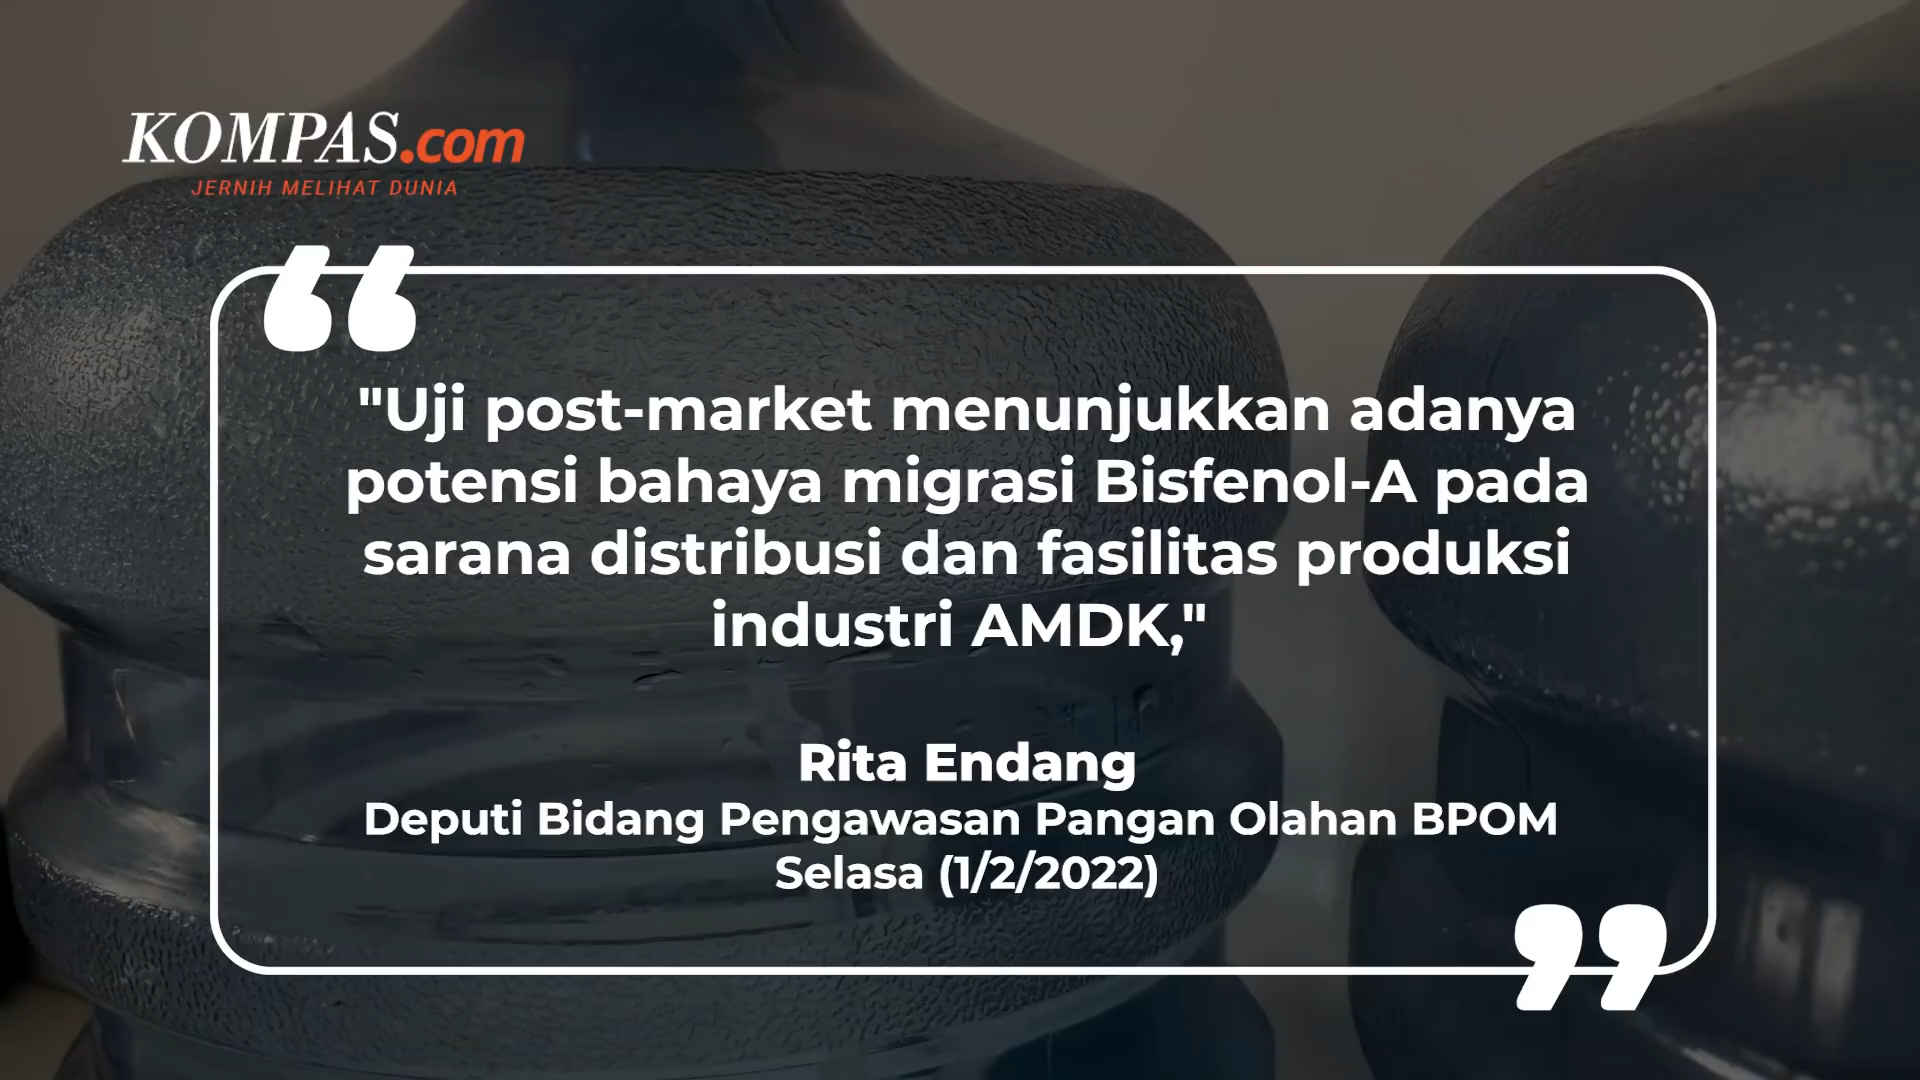 KOMPAS.com
JERNIH MELIHAT DUNIA
"Uji post-market menunjukkan adanya
potensi bahaya migrasi Bisfenol-A pada
sarana distribusi dan fasilitas produksi
industri AMDK,"
Rita Endang
Deputi Bidang Pengawasan Pangan Olahan BPOM
Selasa (1/2/2022)